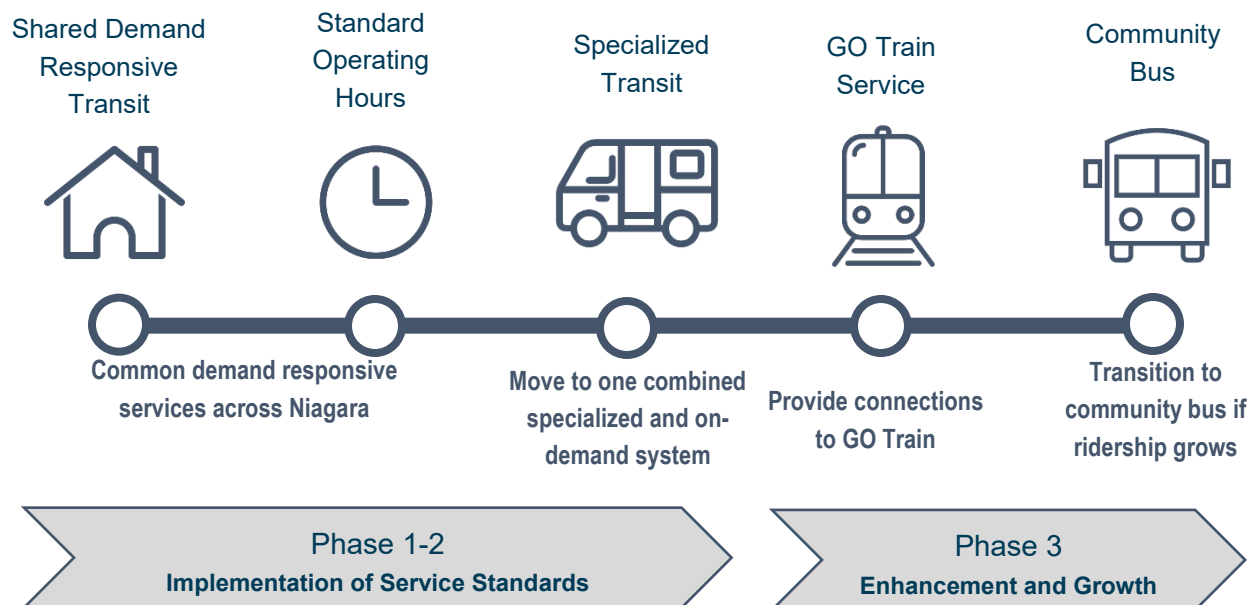 Shared Demand
Responsive
Transit
Standard
Operating
Hours
Specialized
Transit
GO Train
Service
Community
Bus
Common demand responsive
services across Niagara
Move to one combined
specialized and on-
demand system
Provide connections
to GO Train
Transition to
community bus if
ridership grows
Phase 1-2
Implementation of Service Standards
Phase 3
Enhancement and Growth